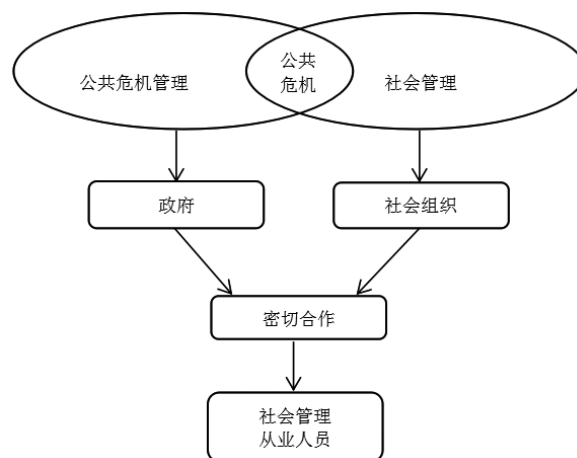 公共危机管理
公共
危机
社会管理
政府
社会组织
密切合作
社会管理
从业人员